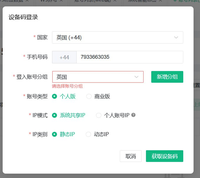 设备码登录
* 国家
英国 (+44)
* 手机号码
+44
7933663035
* 登入账号分组
英国
新增分组
请选择账号分组
* 账号类型
个人版
商业版
* IP模式
系统共享IP
个人账号IP
* IP类别
静态IP
动态IP
取消
获取设备码